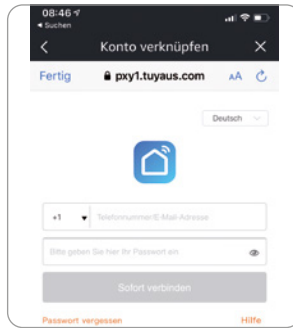 08:46
Suchen
Konto verknüpfen
Fertig pxy1.tuyaus.com AA
Deutsch
+1 Telefonnummer/E-Mail-Adresse
Bitte geben Sie hier Ihr Passwort ein.
Sofort verbinden
Passwort vergessen Hilfe